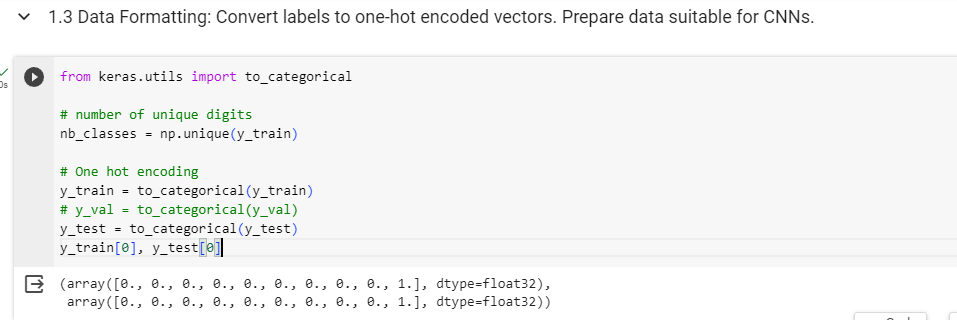 1.3 Data Formatting: Convert labels to one-hot encoded vectors. Prepare data suitable for CNNs.
from keras.utils import to_categorical
# number of unique digits
nb_classes = np.unique(y_train)
# One hot encoding
y_train = to_categorical(y_train)
# y_val = to_categorical(y_val)
y_test = to_categorical(y_test)
y_train[0], y_test[0]
(array([0., 0., 0., 0., 0., 0., 0., 0., 0., 1.], dtype=float32),
array([0., 0., 0., 0., 0., 0., 0., 0., 0., 1.], dtype=float32))